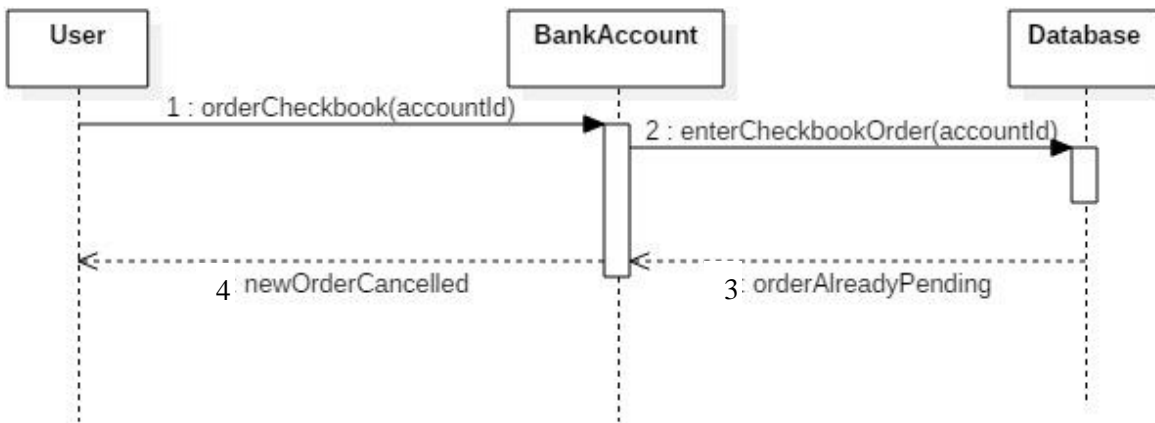 User
BankAccount
Database
1 : orderCheckbook(accountId)
2 : enterCheckbookOrder(accountId)
4: newOrderCancelled
3: orderAlreadyPending